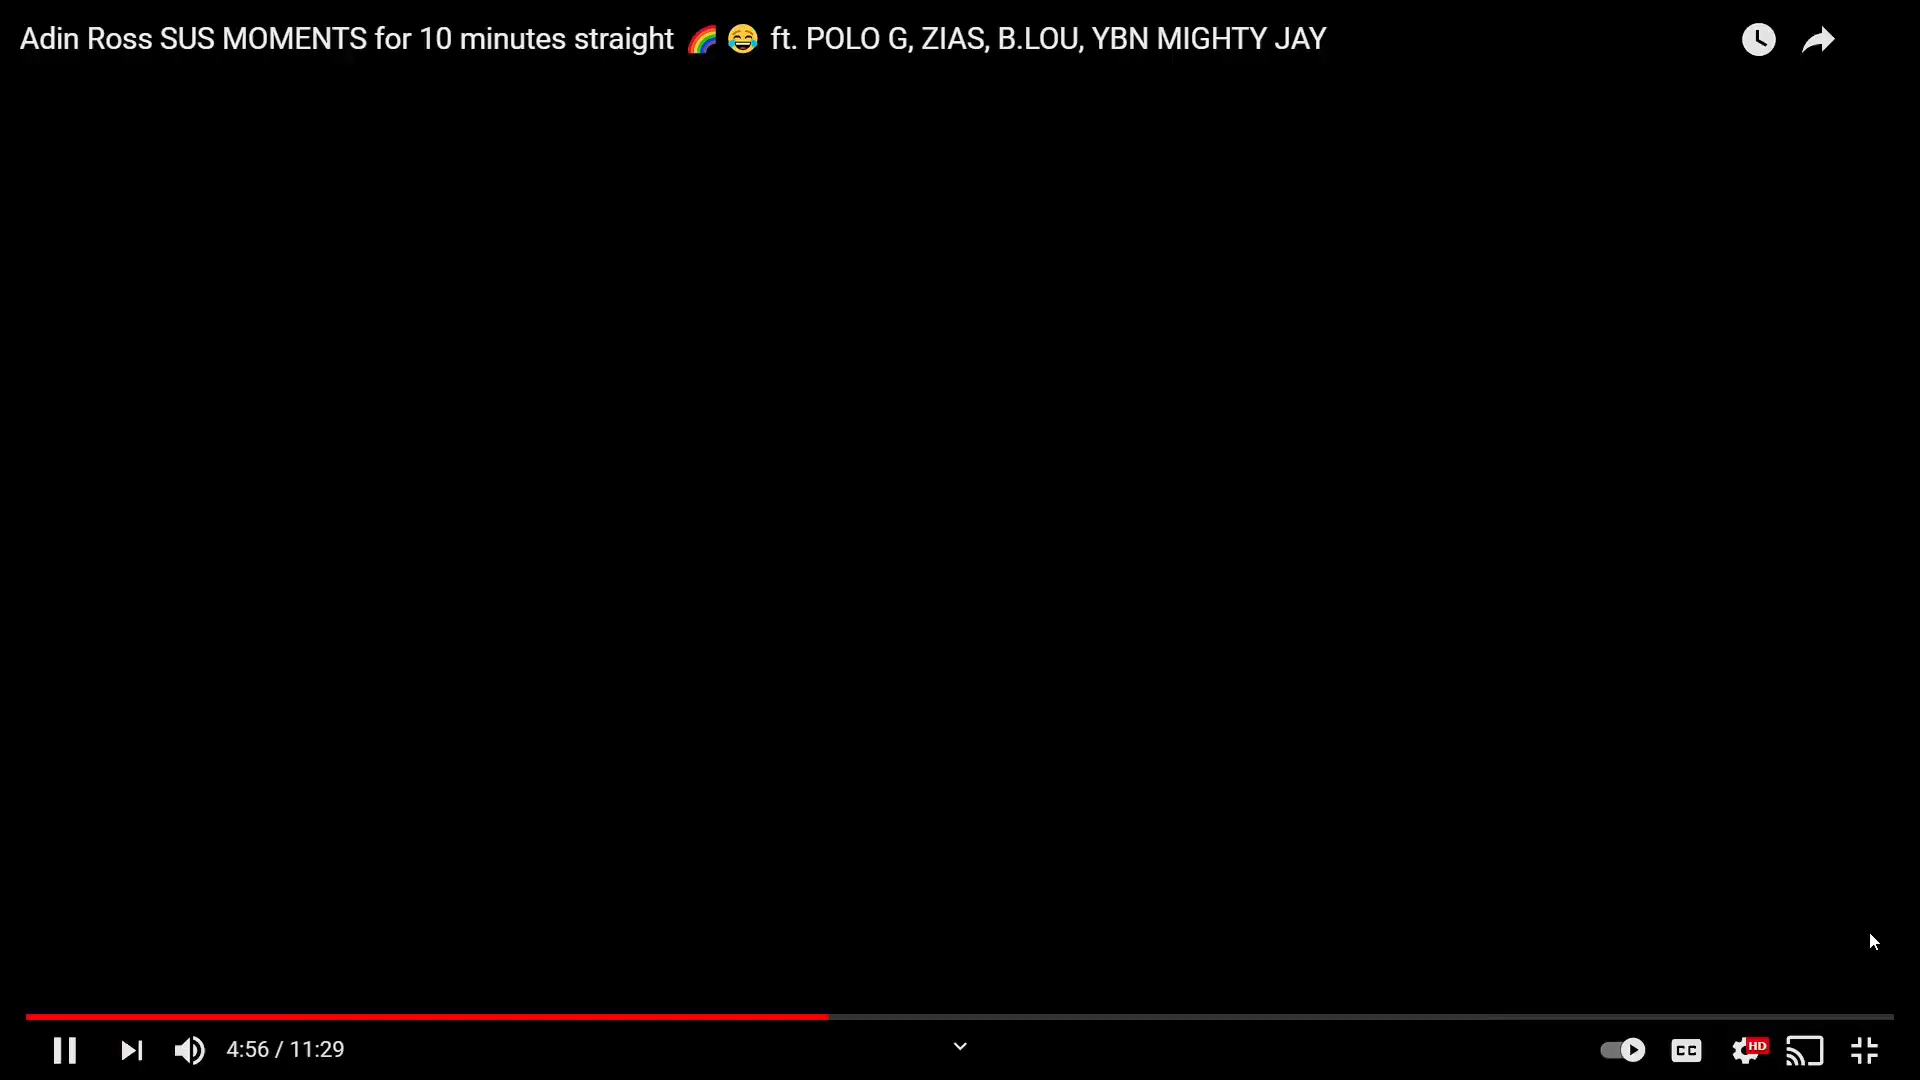 Adin Ross SUS MOMENTS for 10 minutes straight 🌈 😂 ft. POLO G, ZIAS, B.LOU, YBN MIGHTY JAY
4:56 / 11:29
CC
HD